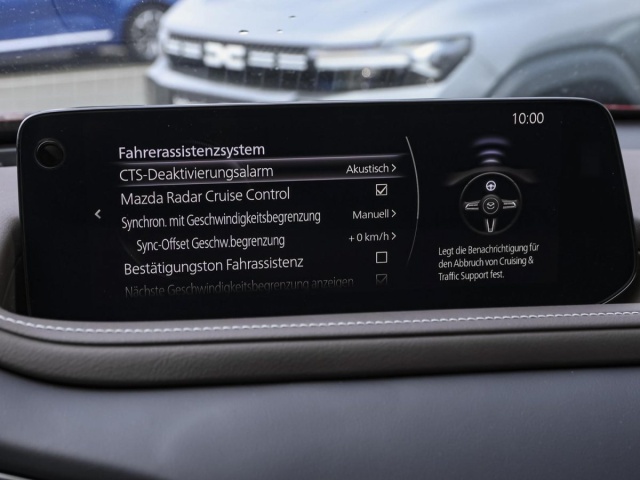 10:00
Fahrerassistenzsystem
CTS-Deaktivierungsalarm Akustisch
Mazda Radar Cruise Control
Synchron. mit Geschwindigkeitsbegrenzung Manuell
Sync-Offset Geschw.begrenzung +0 km/h
Bestätigungston Fahrassistenz
Nächste Geschwindigkeitsbegrenzung anzeigen
Legt die Benachrichtigung für
den Abbruch von Cruising &
Traffic Support fest.